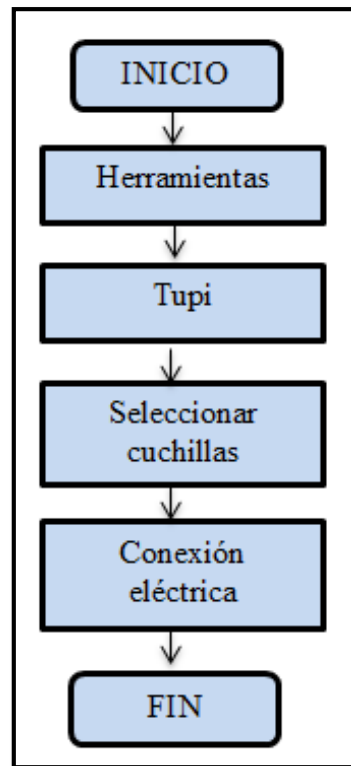 INICIO
Herramientas
Tupi
Seleccionar
cuchillas
Conexión
eléctrica
FIN